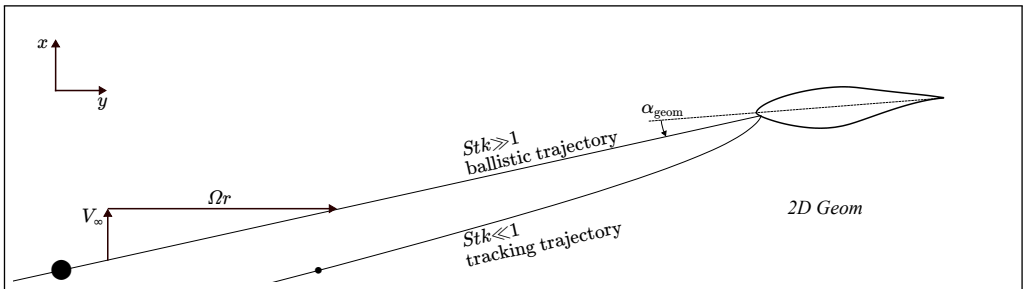 x
y
α_geom
Stk≫1
ballistic trajectory
Ωr
V_∞
2D Geom
Stk≪1
tracking trajectory